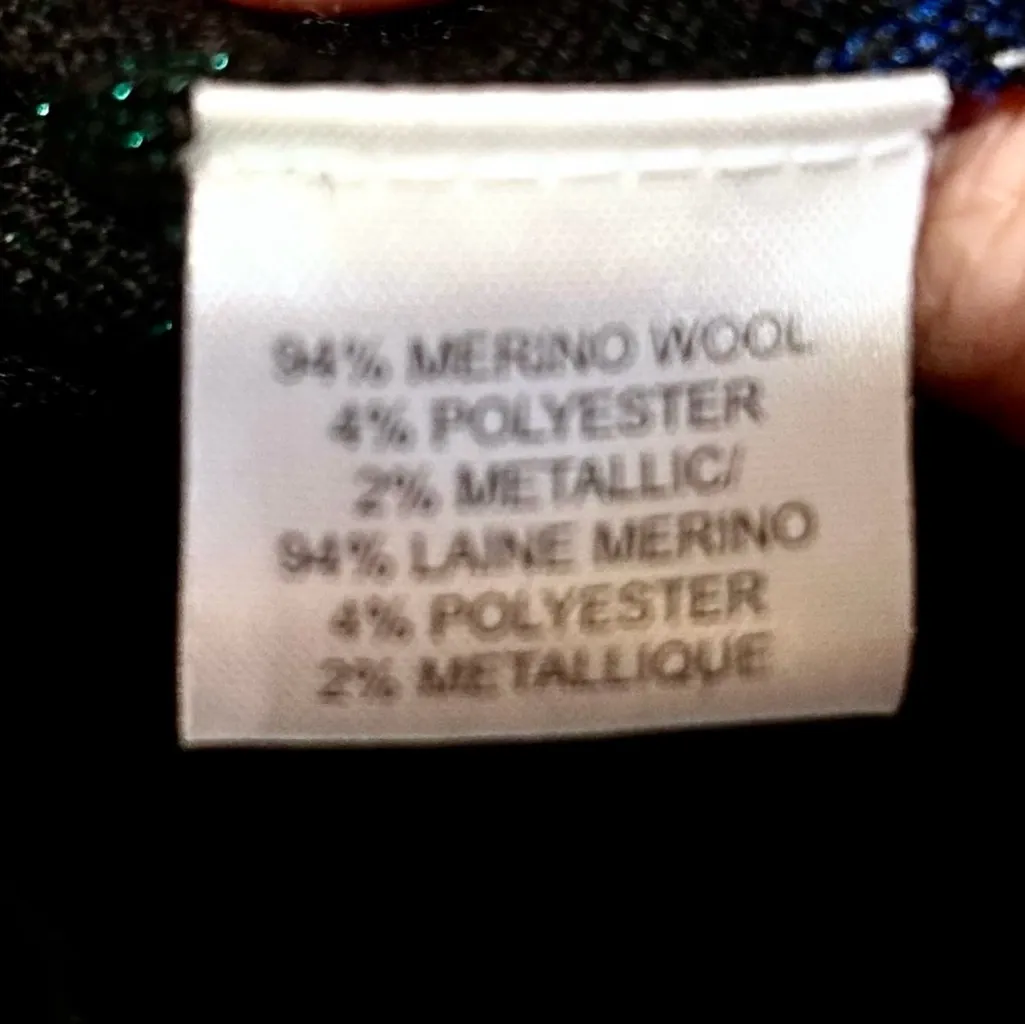 94% MERINO WOOL
4% POLYESTER
2% METALLIC/
94% LAINE MERINO
4% POLYESTER
2% METALLIQUE